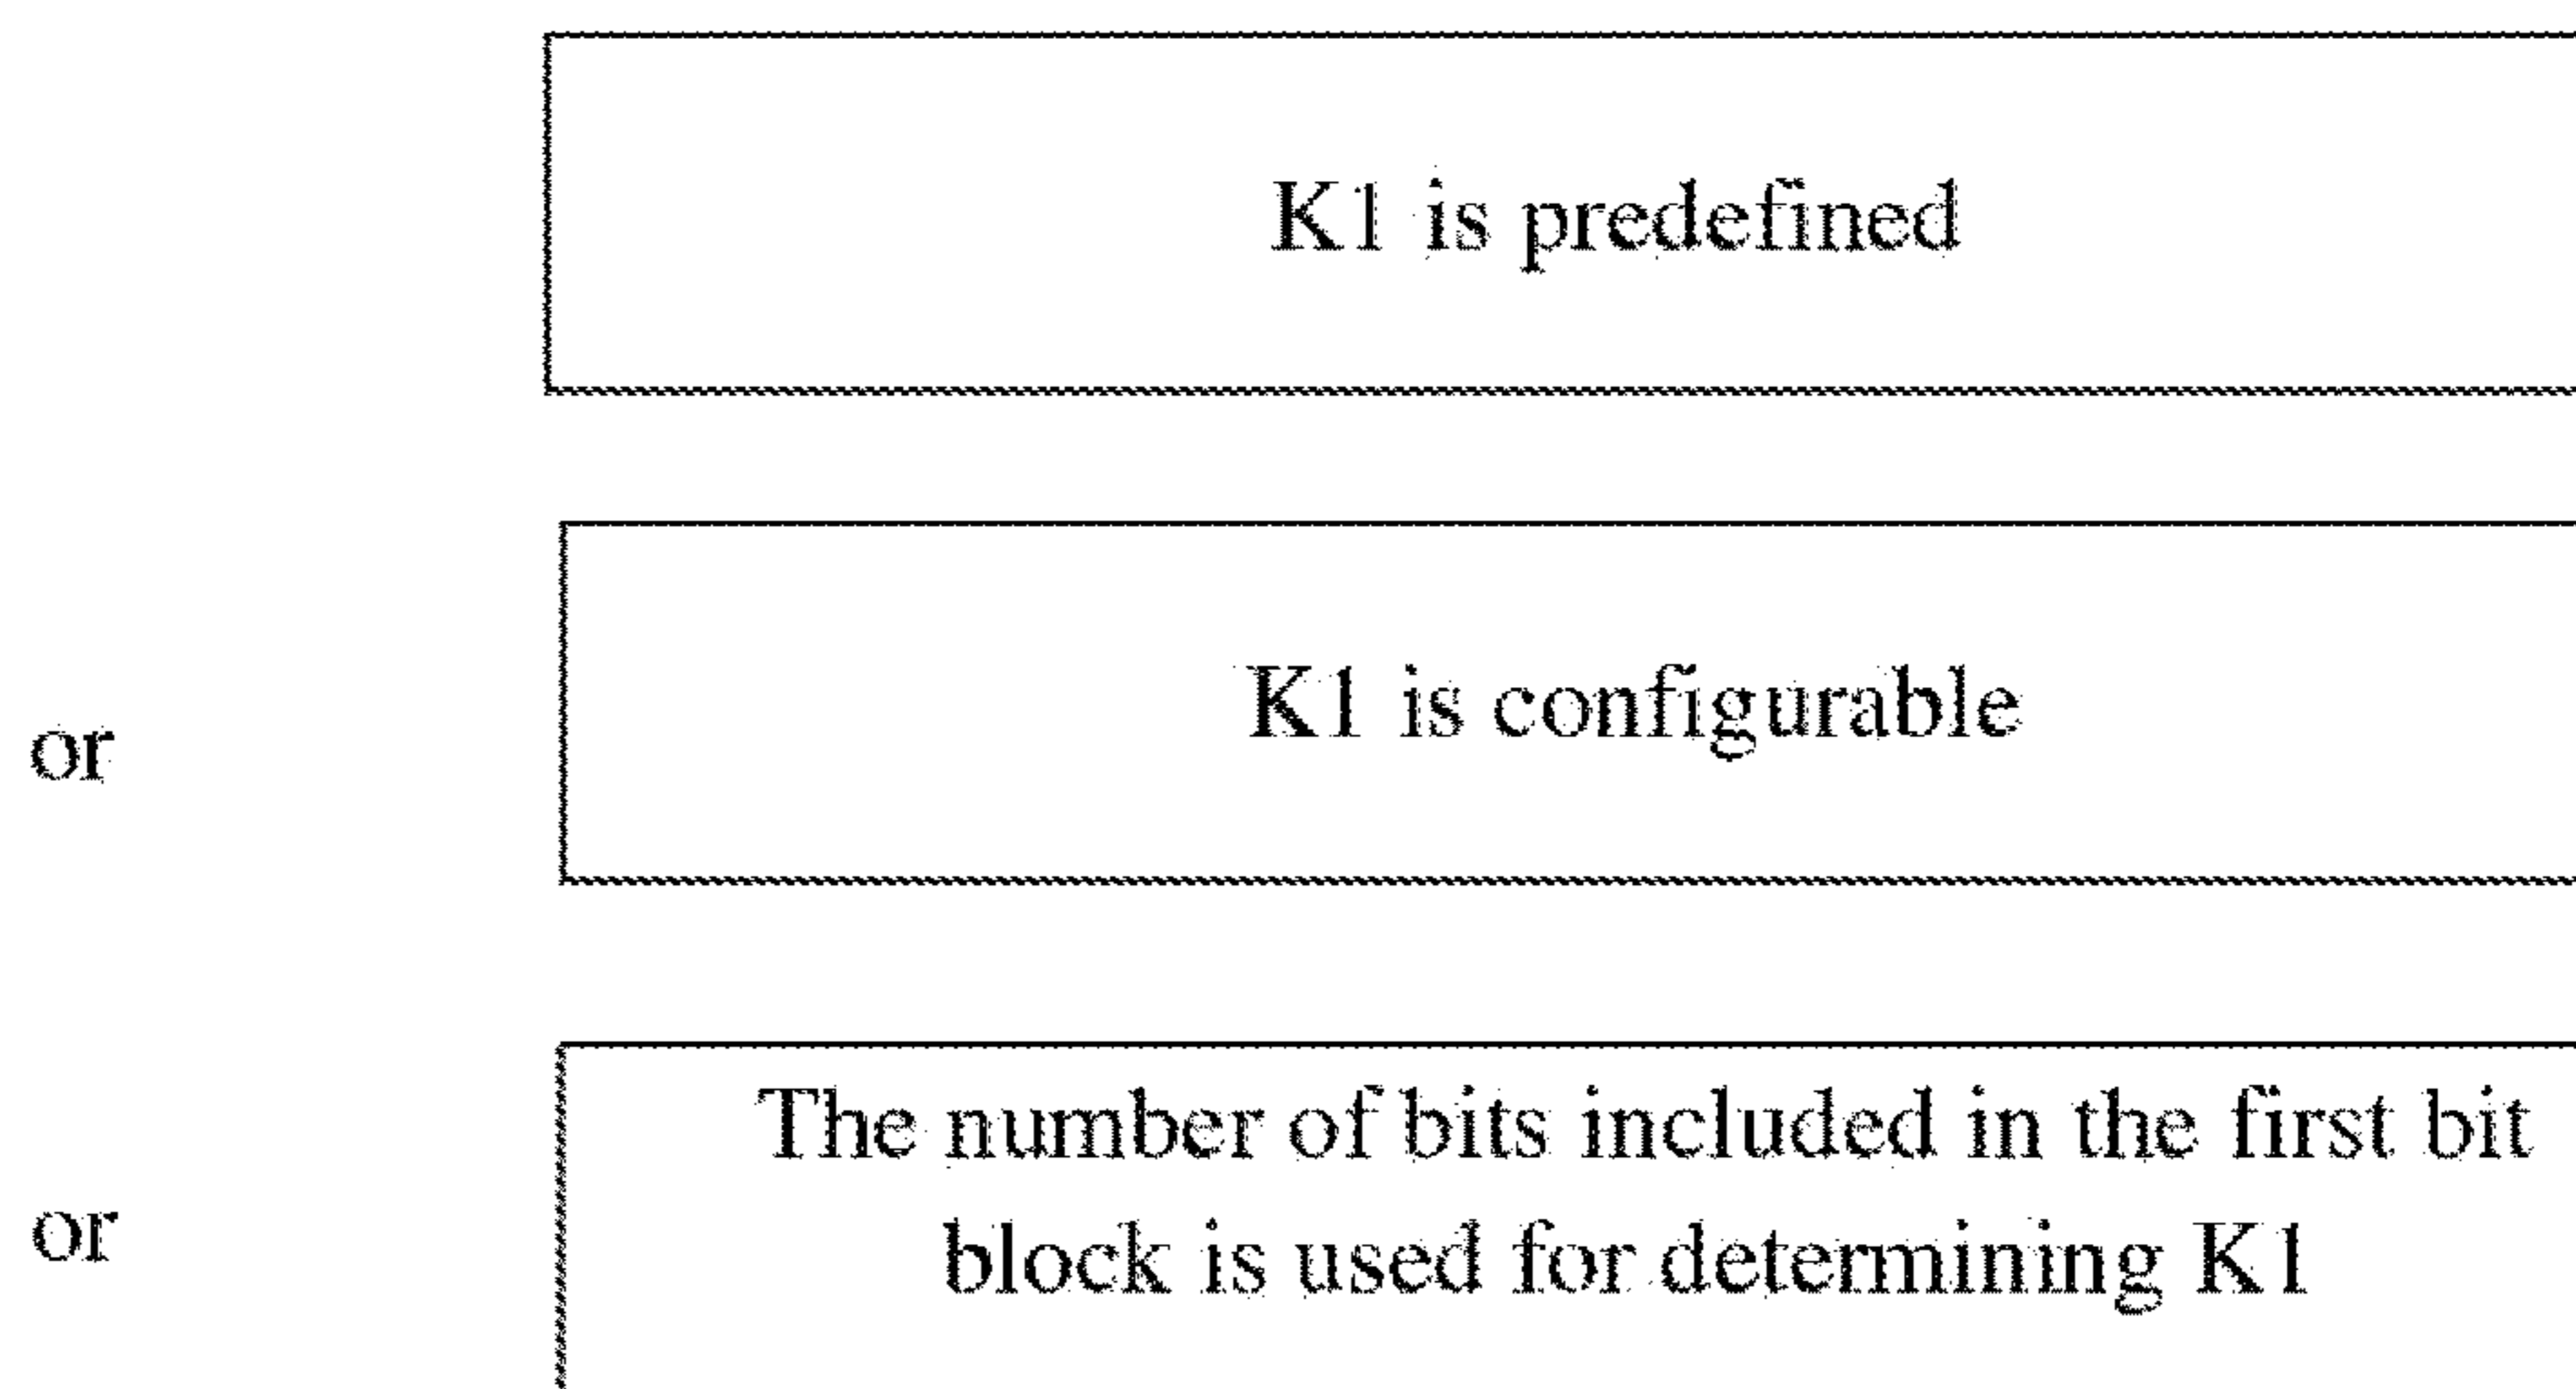 K1 is predefined
or
K1 is configurable
or
The number of bits included in the first bit
block is used for determining K1